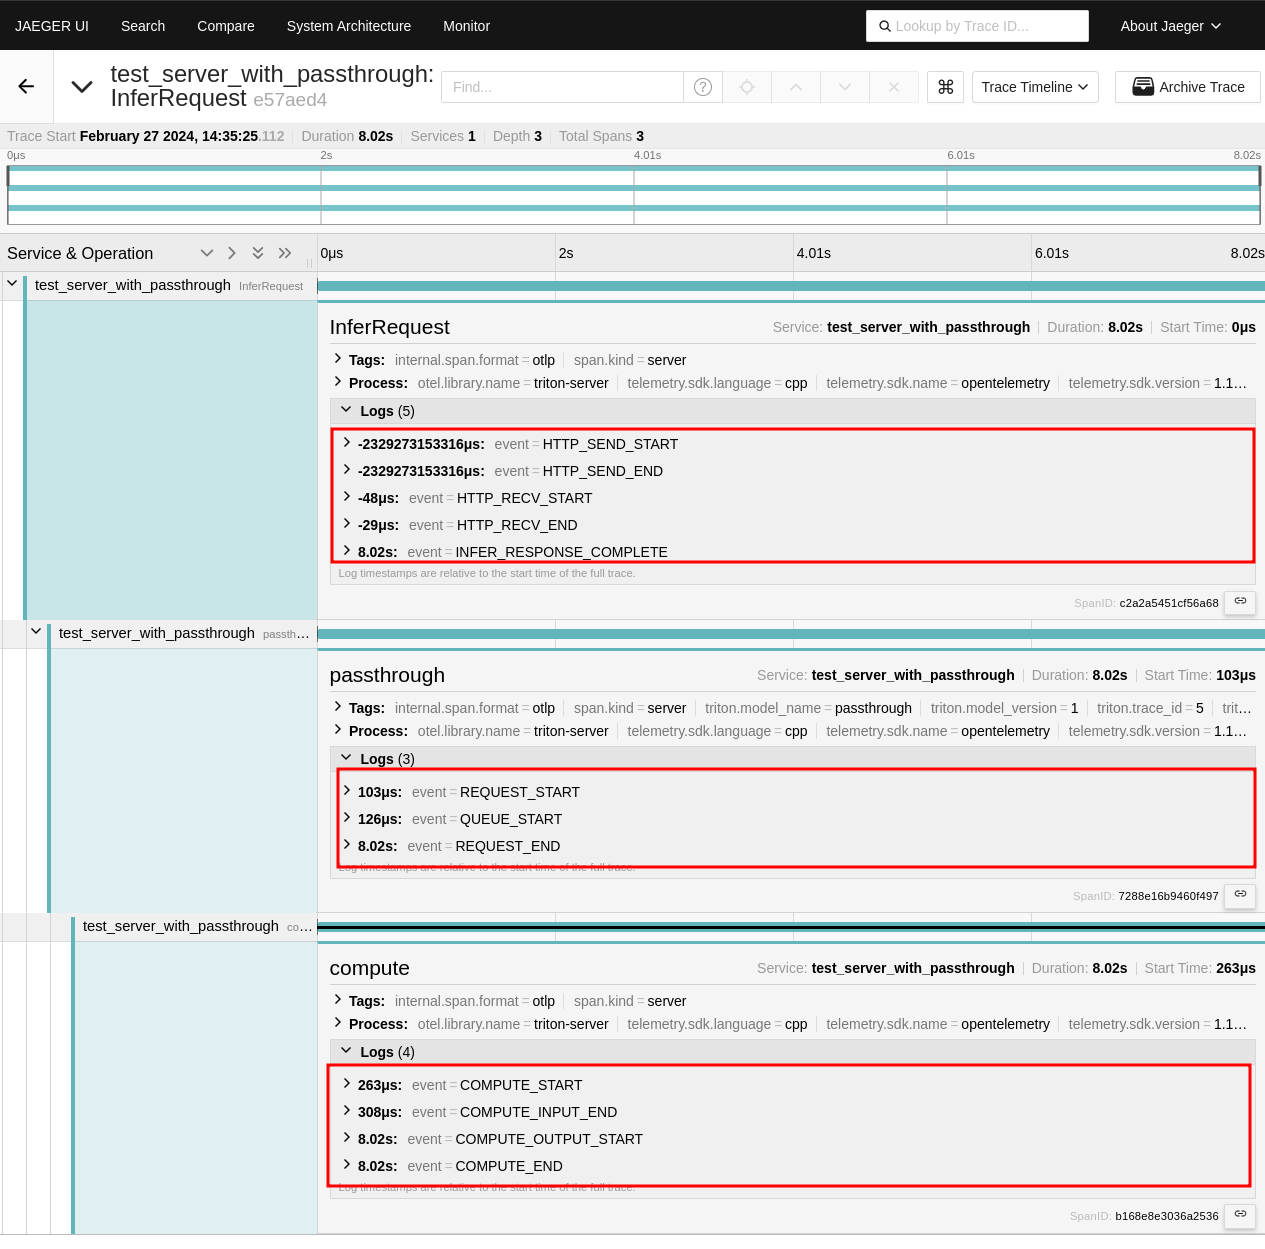 JAEGER UI Search Compare System Architecture Monitor Lookup by Trace ID... About Jaeger
test_server_with_passthrough:
InferRequest e57aed4
Find... ? ⌘ Trace Timeline Archive Trace
Trace Start February 27 2024, 14:35:25.112 Duration 8.02s Services 1 Depth 3 Total Spans 3
0μs 2s 4.01s 6.01s 8.02s
Service & Operation 0μs 2s 4.01s 6.01s 8.02s
test_server_with_passthrough InferRequest
InferRequest Service: test_server_with_passthrough Duration: 8.02s Start Time: 0μs
Tags: internal.span.format = otlp span.kind = server
Process: otel.library.name = triton-server telemetry.sdk.language = cpp telemetry.sdk.name = opentelemetry telemetry.sdk.version = 1.1…
Logs (5)
-2329273153316μs: event = HTTP_SEND_START
-2329273153316μs: event = HTTP_SEND_END
-48μs: event = HTTP_RECV_START
-29μs: event = HTTP_RECV_END
8.02s: event = INFER_RESPONSE_COMPLETE
Log timestamps are relative to the start time of the full trace.
SpanID: c2a2a5451cf56a68
test_server_with_passthrough passth…
passthrough Service: test_server_with_passthrough Duration: 8.02s Start Time: 103μs
Tags: internal.span.format = otlp span.kind = server triton.model_name = passthrough triton.model_version = 1 triton.trace_id = 5 trit…
Process: otel.library.name = triton-server telemetry.sdk.language = cpp telemetry.sdk.name = opentelemetry telemetry.sdk.version = 1.1…
Logs (3)
103μs: event = REQUEST_START
126μs: event = QUEUE_START
8.02s: event = REQUEST_END
Log timestamps are relative to the start time of the full trace.
SpanID: 7288e16b9460f497
test_server_with_passthrough co…
compute Service: test_server_with_passthrough Duration: 8.02s Start Time: 263μs
Tags: internal.span.format = otlp span.kind = server
Process: otel.library.name = triton-server telemetry.sdk.language = cpp telemetry.sdk.name = opentelemetry telemetry.sdk.version = 1.1…
Logs (4)
263μs: event = COMPUTE_START
308μs: event = COMPUTE_INPUT_END
8.02s: event = COMPUTE_OUTPUT_START
8.02s: event = COMPUTE_END
Log timestamps are relative to the start time of the full trace.
SpanID: b168e8e3036a2536